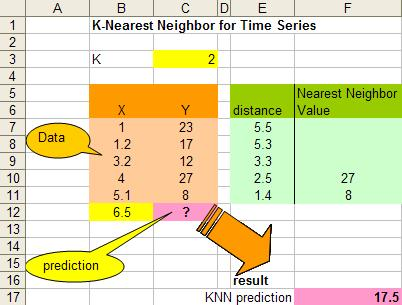 A B C D E F
1 K-Nearest Neighbor for Time Series
2
3 K 2
4
5 Nearest Neighbor
6 X Y distance Value
7 1 23 5.5
8 1.2 17 5.3
9 3.2 12 3.3
10 4 27 2.5 27
11 5.1 8 1.4 8
12 6.5 ?
13
14
15
16 result
17 KNN prediction 17.5
Data
prediction